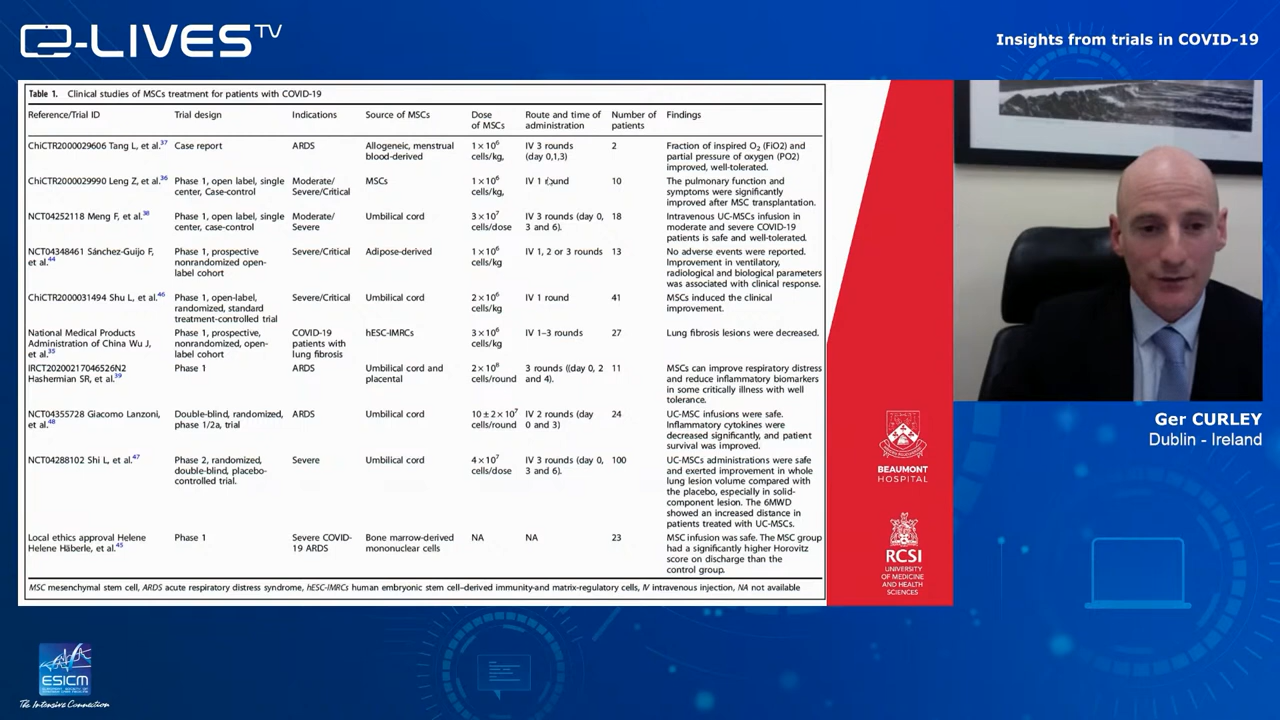 e-LIVES TV
Insights from trials in COVID-19
Table 1. Clinical studies of MSCs treatment for patients with COVID-19
Reference/Trial ID Trial design Indications Source of MSCs Dose of MSCs Route and time of administration Number of patients Findings
ChiCTR2000029606 Tang L, et al.37 Case report ARDS Allogeneic, menstrual blood-derived 1×10⁶ cells/kg, IV 3 rounds (day 0,1,3) 2 Fraction of inspired O₂ (FiO2) and partial pressure of oxygen (PO2) improved, well-tolerated.
ChiCTR2000029990 Leng Z, et al.36 Phase 1, open label, single center, Case-control Moderate/ Severe/Critical MSCs 1×10⁶ cells/kg, IV 1 round 10 The pulmonary function and symptoms were significantly improved after MSC transplantation.
NCT04252118 Meng F, et al.38 Phase 1, open label, single center, case-control Moderate/ Severe Umbilical cord 3×10⁷ cells/dose IV 3 rounds (day 0, 3 and 6). 18 Intravenous UC-MSCs infusion in moderate and severe COVID-19 patients is safe and well-tolerated.
NCT04348461 Sánchez-Guijo F, et al.44 Phase 1, prospective nonrandomized open-label cohort Severe/Critical Adipose-derived 1×10⁶ cells/kg IV 1, 2 or 3 rounds 13 No adverse events were reported. Improvement in ventilatory, radiological and biological parameters was associated with clinical response.
ChiCTR2000031494 Shu L, et al.46 Phase 1, open-label, randomized, standard treatment-controlled trial Severe/Critical Umbilical cord 2×10⁶ cells/kg IV 1 round 41 MSCs induced the clinical improvement.
National Medical Products Administration of China Wu J, et al.35 Phase 1, prospective, nonrandomized, open-label cohort COVID-19 patients with lung fibrosis hESC-IMRCs 3×10⁶ cells/kg IV 1–3 rounds 27 Lung fibrosis lesions were decreased.
IRCT20200217046526N2 Hashermian SR, et al.39 Phase 1 ARDS Umbilical cord and placental 2×10⁸ cells/round 3 rounds ((day 0, 2 and 4). 11 MSCs can improve respiratory distress and reduce inflammatory biomarkers in some critically illness with well tolerance.
NCT04355728 Giacomo Lanzoni, et al.48 Double-blind, randomized, phase 1/2a, trial ARDS Umbilical cord 10±2×10⁷ cells/round IV 2 rounds (day 0 and 3) 24 UC-MSC infusions were safe. Inflammatory cytokines were decreased significantly, and patient survival was improved.
NCT04288102 Shi L, et al.47 Phase 2, randomized, double-blind, placebo-controlled trial. Severe Umbilical cord 4×10⁷ cells/dose IV 3 rounds (day 0, 3 and 6). 100 UC-MSCs administrations were safe and exerted improvement in whole lung lesion volume compared with the placebo, especially in solid-component lesion. The 6MWD showed an increased distance in patients treated with UC-MSCs.
Local ethics approval Helene Helene Häberle, et al.45 Phase 1 Severe COVID-19 ARDS Bone marrow-derived mononuclear cells NA NA 23 MSC infusion was safe. The MSC group had a significantly higher Horovitz score on discharge than the control group.
MSC mesenchymal stem cell, ARDS acute respiratory distress syndrome, hESC-IMRCs human embryonic stem cell–derived immunity-and matrix-regulatory cells, IV intravenous injection, NA not available
BEAUMONT
HOSPITAL
RCSI
UNIVERSITY
OF MEDICINE
AND HEALTH
SCIENCES
Ger CURLEY
Dublin - Ireland
ESICM
The Intensive Connection